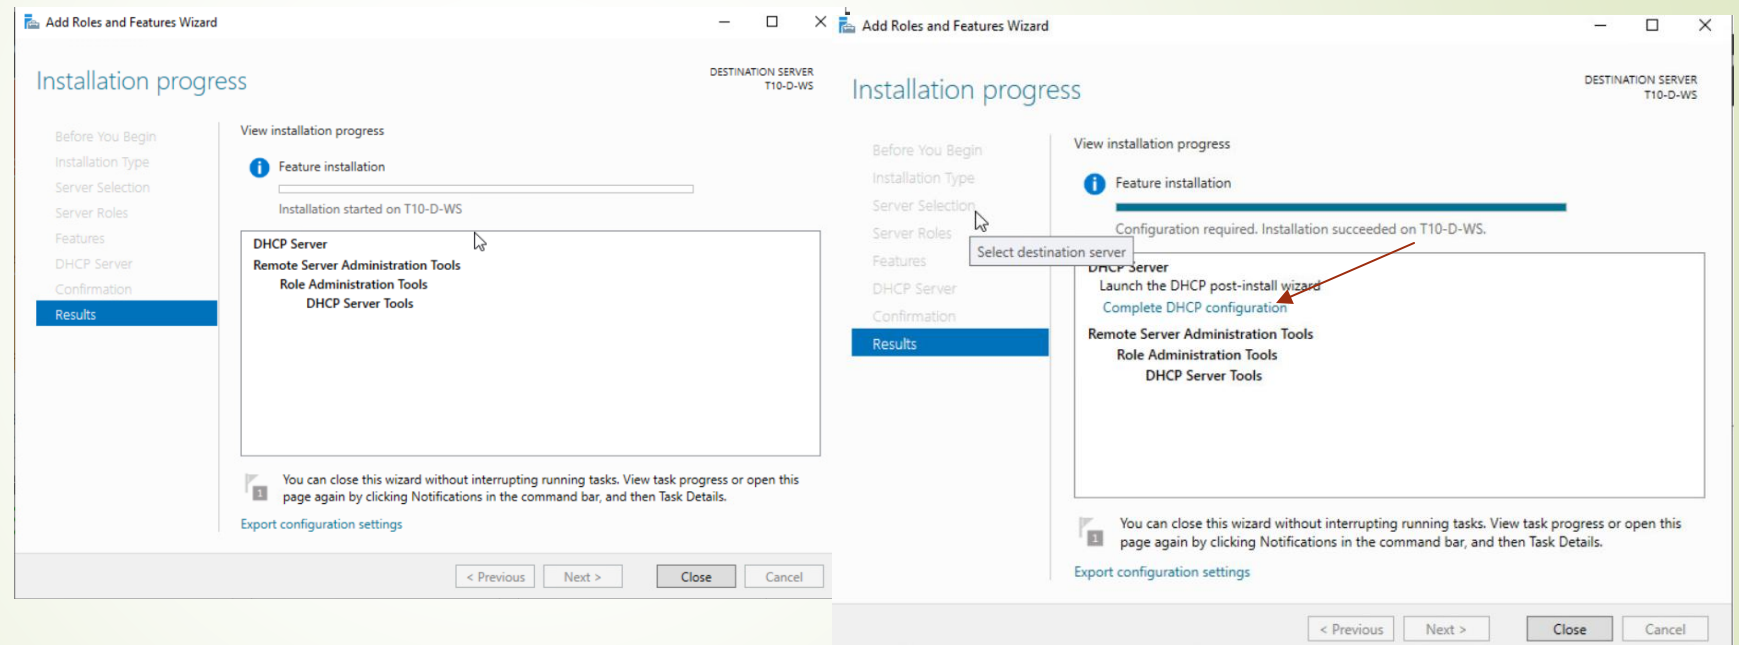 Add Roles and Features Wizard
Installation progress
DESTINATION SERVER
T10-D-WS
Before You Begin
Installation Type
Server Selection
Server Roles
Features
DHCP Server
Confirmation
Results
View installation progress
Feature installation
Installation started on T10-D-WS
DHCP Server
Remote Server Administration Tools
Role Administration Tools
DHCP Server Tools
1
You can close this wizard without interrupting running tasks. View task progress or open this
page again by clicking Notifications in the command bar, and then Task Details.
Export configuration settings
< Previous
Next >
Close
Cancel
Add Roles and Features Wizard
Installation progress
DESTINATION SERVER
T10-D-WS
Before You Begin
Installation Type
Server Selection
Server Roles
Features
DHCP Server
Confirmation
Results
Select destination server
View installation progress
Feature installation
Configuration required. Installation succeeded on T10-D-WS.
DHCP Server
Launch the DHCP post-install wizard
Complete DHCP configuration
Remote Server Administration Tools
Role Administration Tools
DHCP Server Tools
1
You can close this wizard without interrupting running tasks. View task progress or open this
page again by clicking Notifications in the command bar, and then Task Details.
Export configuration settings
< Previous
Next >
Close
Cancel